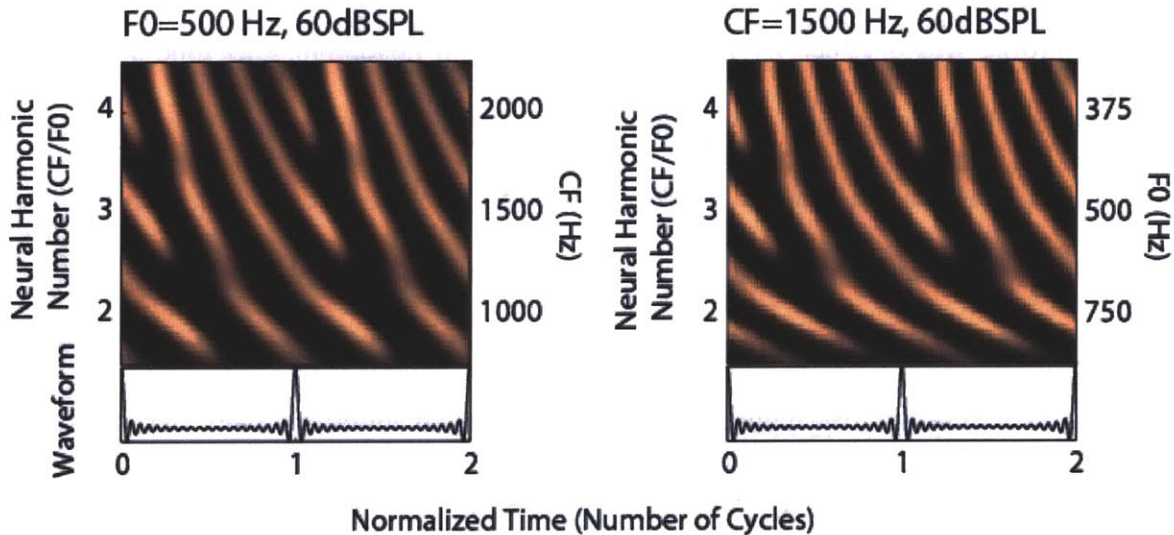 F0=500 Hz, 60dBSPL
Neural Harmonic
Number (CF/F0)
4
3
2
2000
1500
1000
CF (Hz)
Waveform
0
1
2
CF=1500 Hz, 60dBSPL
Neural Harmonic
Number (CF/F0)
4
3
2
375
500
750
F0 (Hz)
0
1
2
Normalized Time (Number of Cycles)